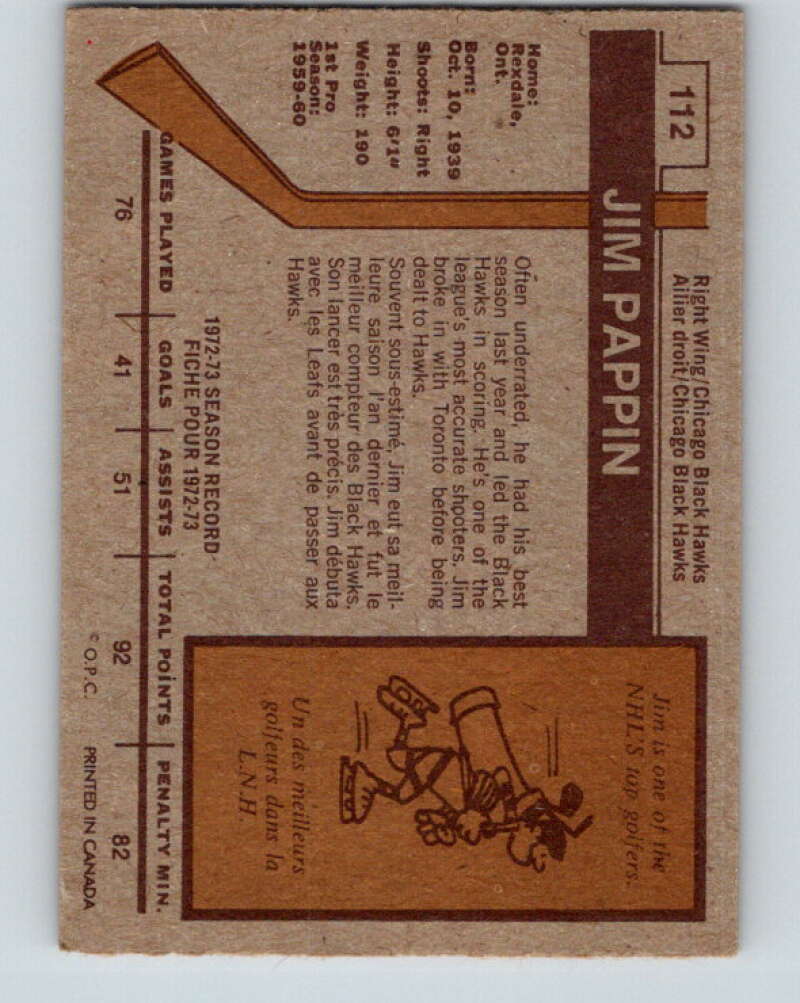 112
Right Wing/Chicago Black Hawks
Ailier droit/Chicago Black Hawks
JIM PAPPIN
Home:
Rexdale,
Ont.
Born:
Oct. 10, 1939
Shoots: Right
Height: 6'1"
Weight: 190
1st Pro
Season:
1959-60
Often underrated, he had his best
season last year and led the Black
Hawks in scoring. He's one of the
league's most accurate shooters. Jim
broke in with Toronto before being
dealt to Hawks.
Souvent sous-estimé, Jim eut sa meil-
leure saison l'an dernier et fut le
meilleur compteur des Black Hawks.
Son lancer est très précis. Jim débuta
avec les Leafs avant de passer aux
Hawks.
Jim is one of the
NHL'S top golfers.
Un des meilleurs
golfeurs dans la
L.N.H.
1972-73 SEASON RECORD
FICHE POUR 1972-73
GAMES PLAYED GOALS ASSISTS TOTAL POINTS PENALTY MIN.
76 41 51 92 82
© O.P.C. PRINTED IN CANADA